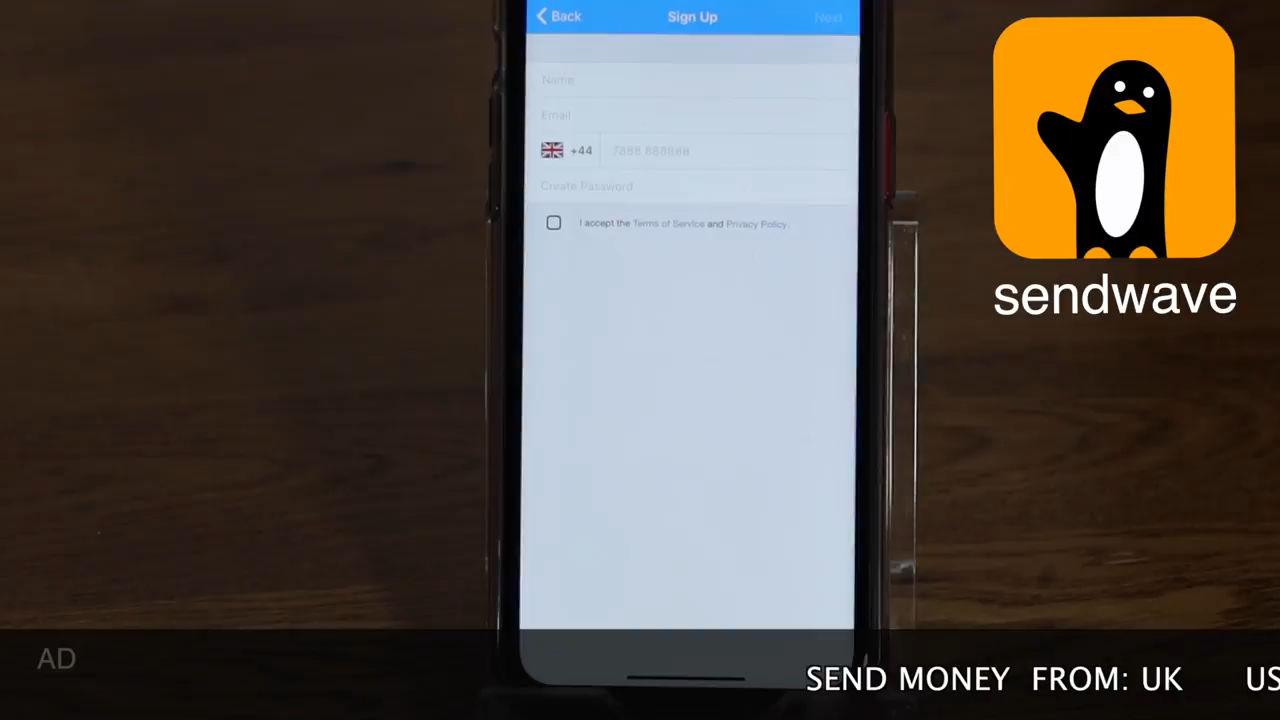 Back
Sign Up
Next
Name
Email
+44
7888 888888
Create Password
I accept the Terms of Service and Privacy Policy.
sendwave
AD
SEND MONEY FROM: UK US